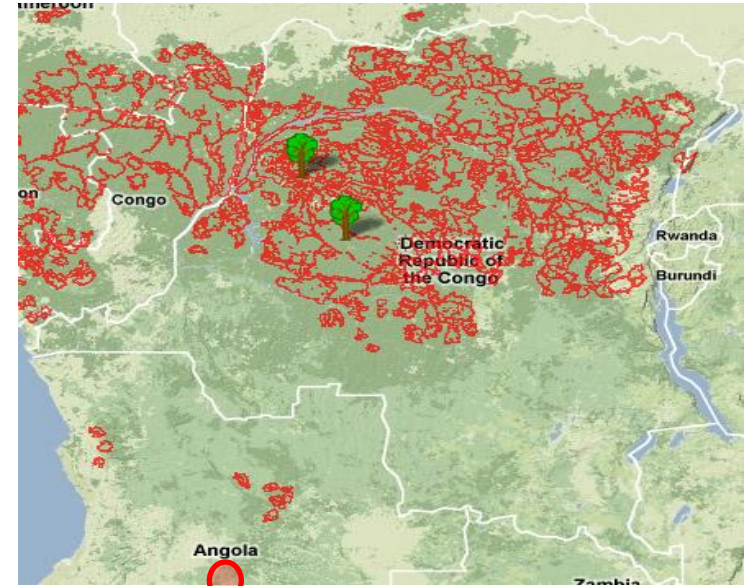 Congo
Rwanda
Democratic
Republic of
the Congo
Burundi
Angola